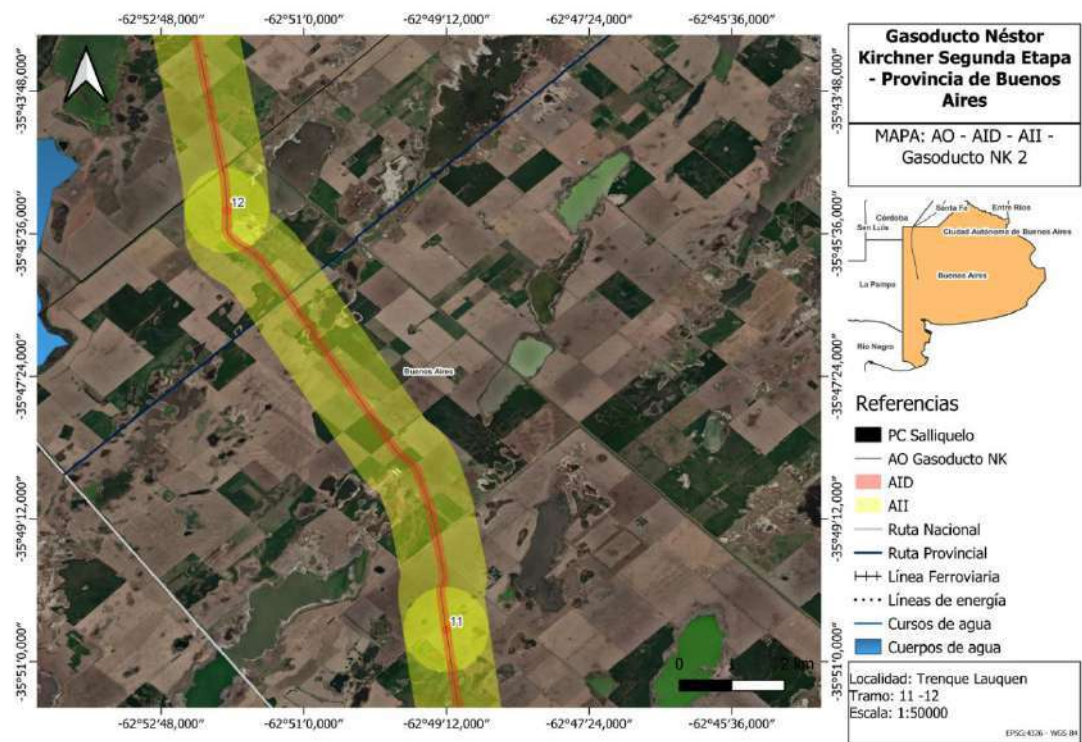 -62°52'48,000"
-62°51'0,000"
-62°49'12,000"
-62°47'24,000"
-62°45'36,000"
-35°43'48,000"
-35°45'36,000"
-35°47'24,000"
-35°49'12,000"
-35°51'0,000"
12
Buenos Aires
11
0 1 2 km
-35°43'48,000"
-35°45'36,000"
-35°47'24,000"
-35°49'12,000"
-35°51'0,000"
-62°52'48,000"
-62°51'0,000"
-62°49'12,000"
-62°47'24,000"
-62°45'36,000"
Gasoducto Néstor
Kirchner Segunda Etapa
- Provincia de Buenos
Aires
MAPA: AO - AID - AII -
Gasoducto NK 2
Santa Fe
Entre Ríos
Córdoba
San Luis
Ciudad Autónoma de Buenos Aires
Buenos Aires
La Pampa
Río Negro
Referencias
PC Salliquelo
AO Gasoducto NK
AID
AII
Ruta Nacional
Ruta Provincial
Línea Ferroviaria
Líneas de energía
Cursos de agua
Cuerpos de agua
Localidad: Trenque Lauquen
Tramo: 11 -12
Escala: 1:50000
EPSG:4326 - WGS 84